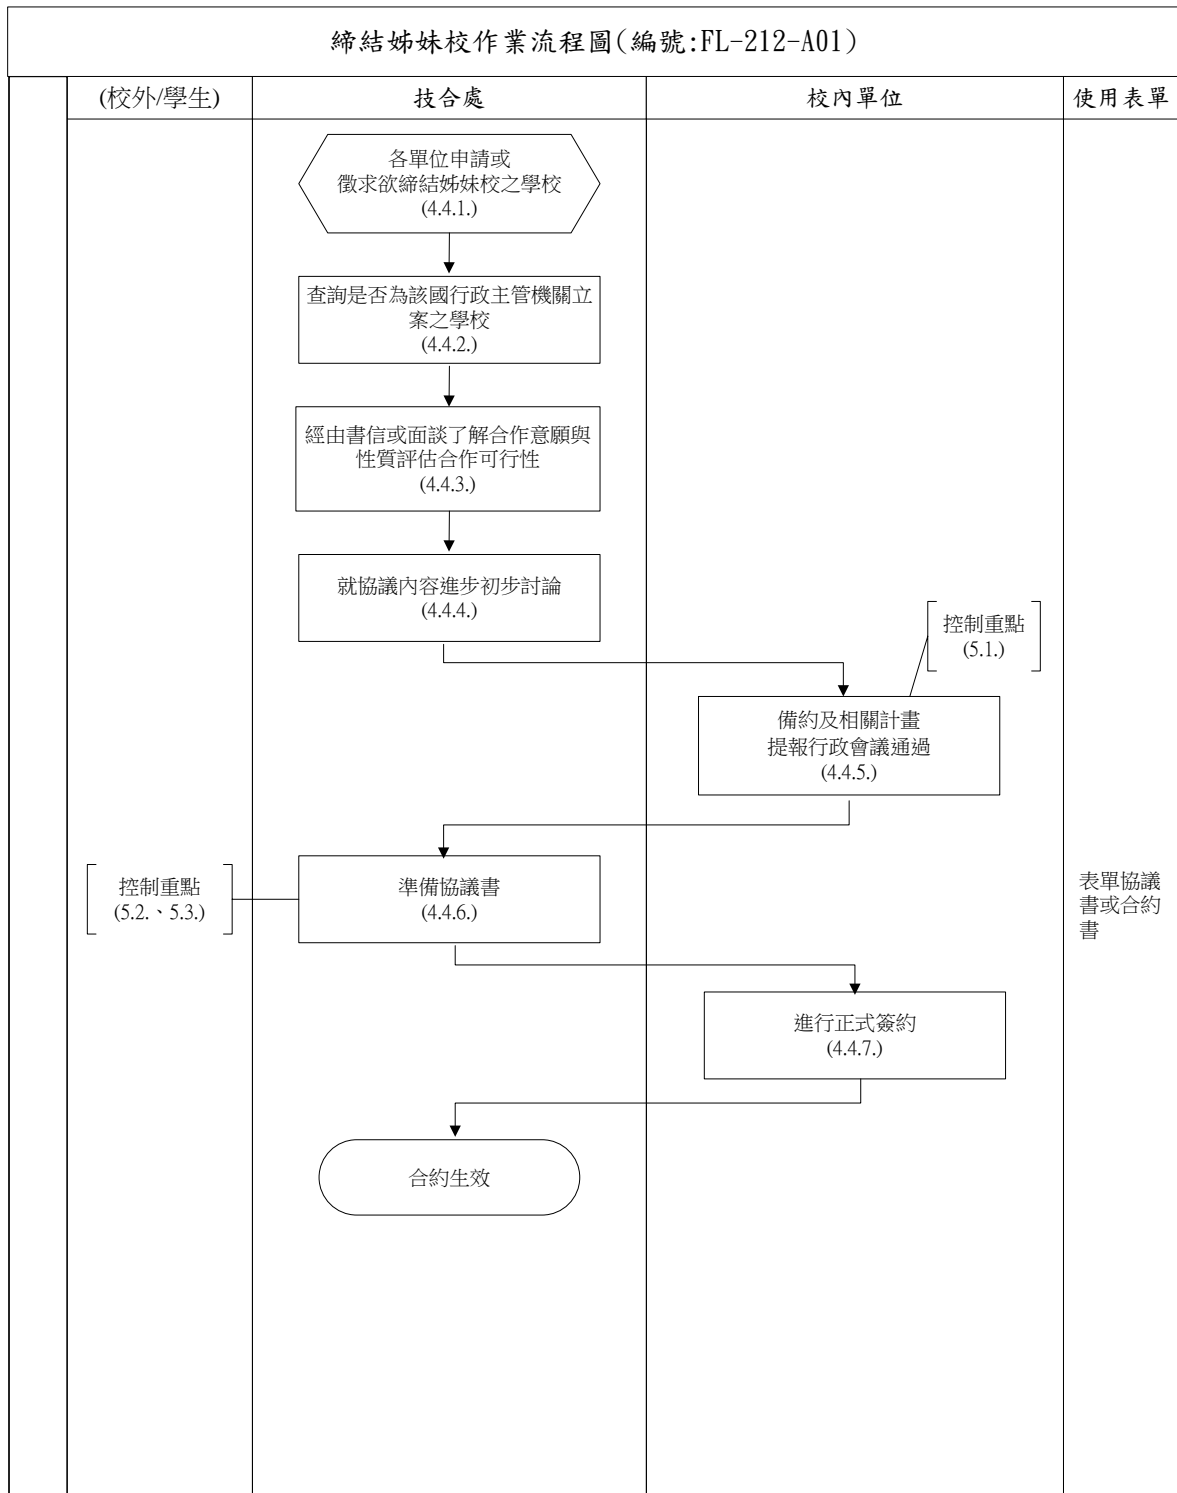 締結姊妹校作業流程圖(編號:FL-212-A01)
(校外/學生)
技合處
校內單位
使用表單
各單位申請或
徵求欲締結姊妹校之學校
(4.4.1.)
查詢是否為該國行政主管機關立
案之學校
(4.4.2.)
經由書信或面談了解合作意願與
性質評估合作可行性
(4.4.3.)
就協議內容進步初步討論
(4.4.4.)
控制重點
(5.1.)
備約及相關計畫
提報行政會議通過
(4.4.5.)
控制重點
(5.2.、5.3.)
準備協議書
(4.4.6.)
表單協議
書或合約
書
進行正式簽約
(4.4.7.)
合約生效